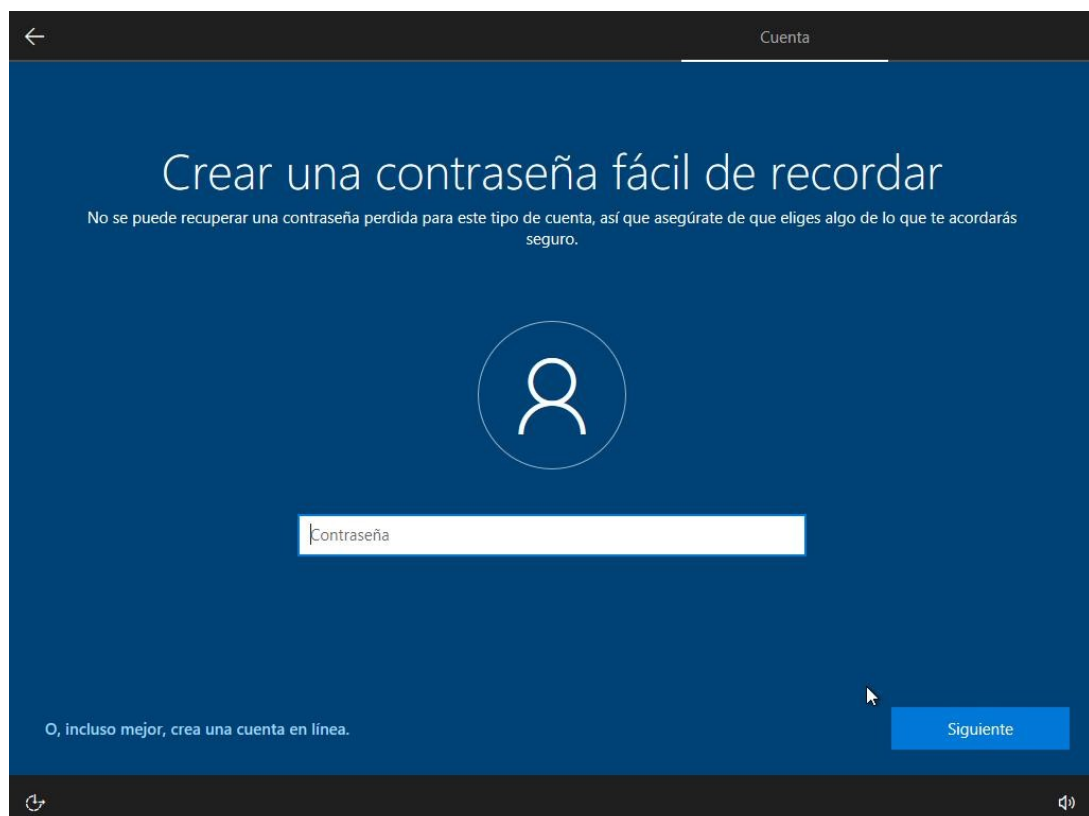 Cuenta
Crear una contraseña fácil de recordar
No se puede recuperar una contraseña perdida para este tipo de cuenta, así que asegúrate de que eliges algo de lo que te acordarás
seguro.
Contraseña
O, incluso mejor, crea una cuenta en línea.
Siguiente